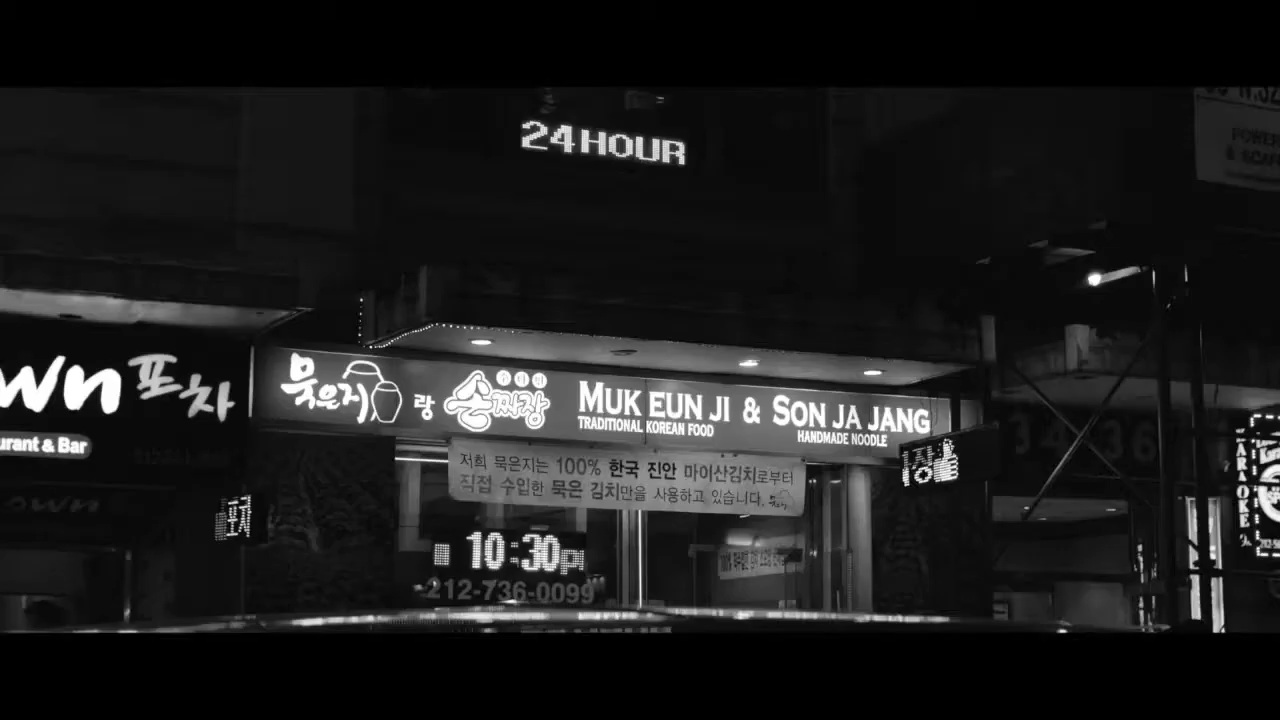 24HOUR
POWER
own 포차
urant & Bar
묵은지 랑 손짜장
MUK EUN JI & SON JA JANG
TRADITIONAL KOREAN FOOD
HANDMADE NOODLE
저희 묵은지는 100% 한국 진안 마이산김치로부터
직접 수입한 묵은 김치만을 사용하고 있습니다.
장
포차
10:30pm
212-736-0099
KARAOKE